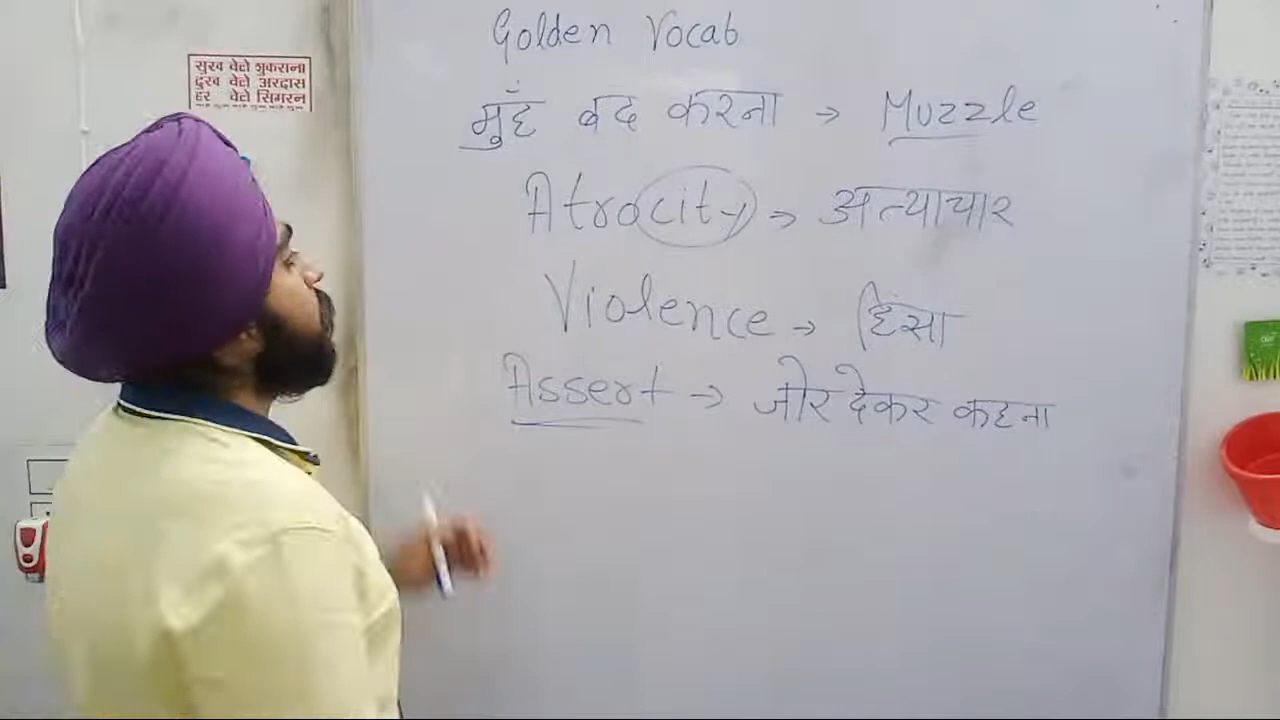 Golden Vocab
मुहँ बंद करना → Muzzle
Atrocity → अत्याचार
Violence → हिंसा
Assert → जोर देकर कहना
सुख वेले शुकराना
दुख वेले अरदास
हर वेले सिमरन